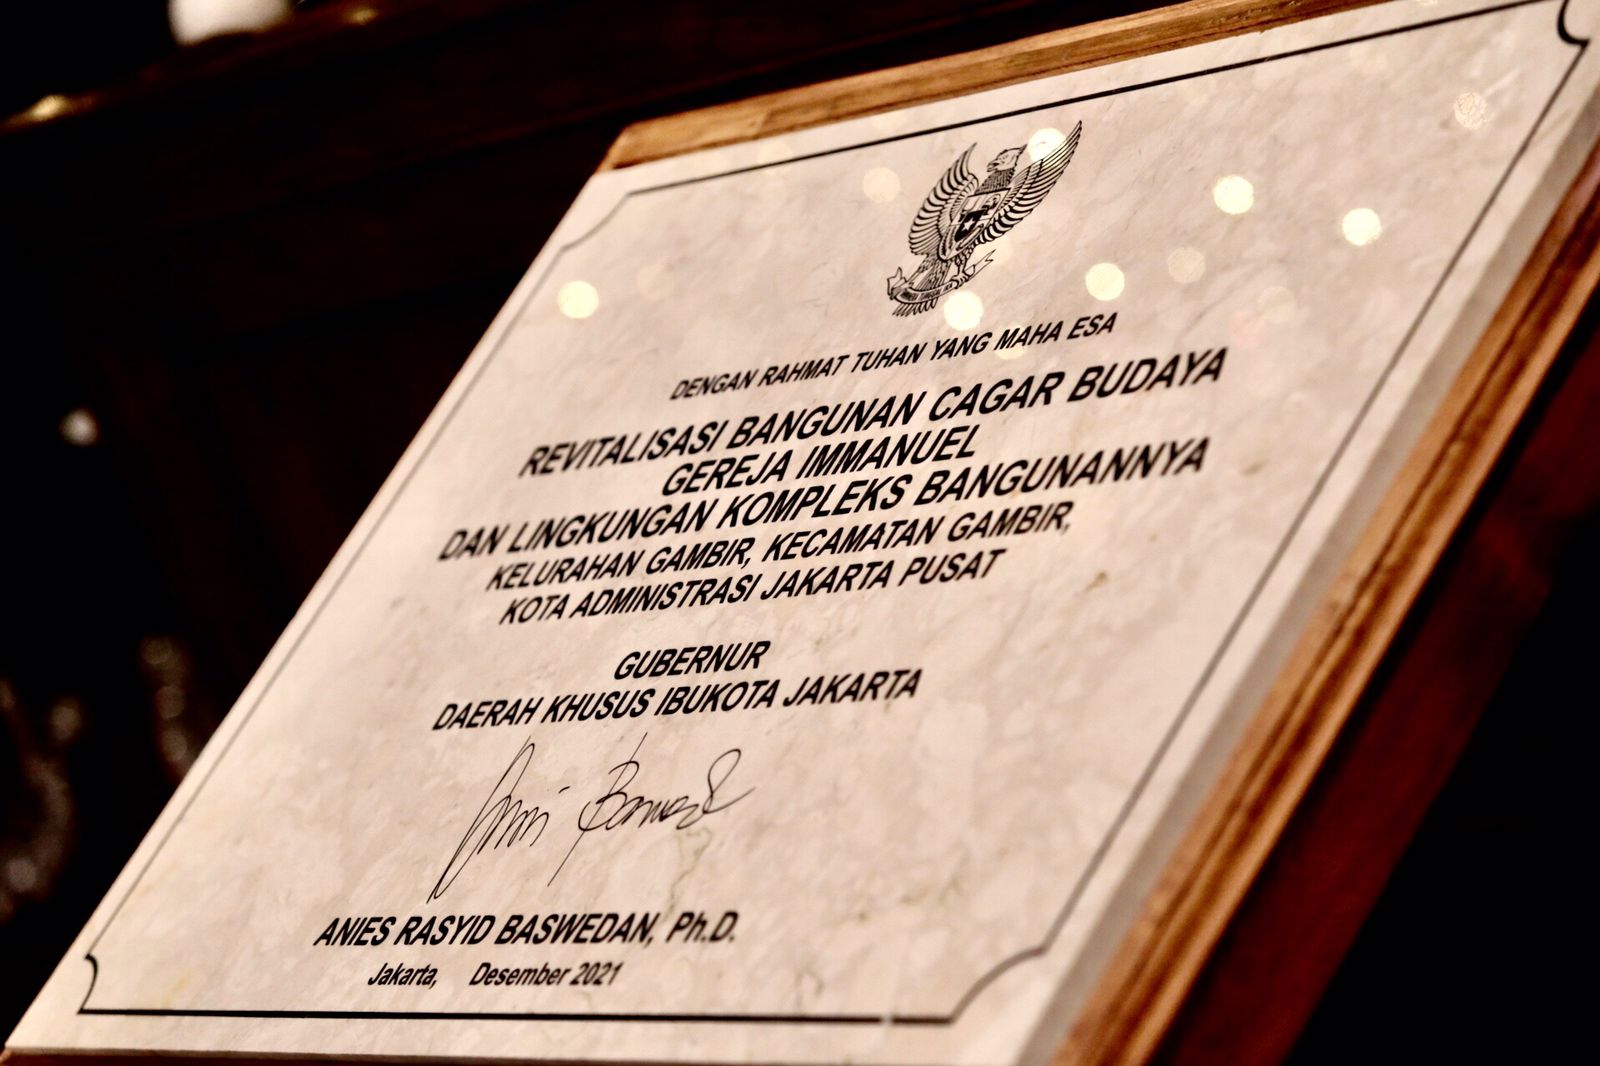 DENGAN RAHMAT TUHAN YANG MAHA ESA
REVITALISASI BANGUNAN CAGAR BUDAYA
GEREJA IMMANUEL
DAN LINGKUNGAN KOMPLEKS BANGUNANNYA
KELURAHAN GAMBIR, KECAMATAN GAMBIR,
KOTA ADMINISTRASI JAKARTA PUSAT
GUBERNUR
DAERAH KHUSUS IBUKOTA JAKARTA
ANIES RASYID BASWEDAN, Ph.D.
Jakarta, Desember 2021